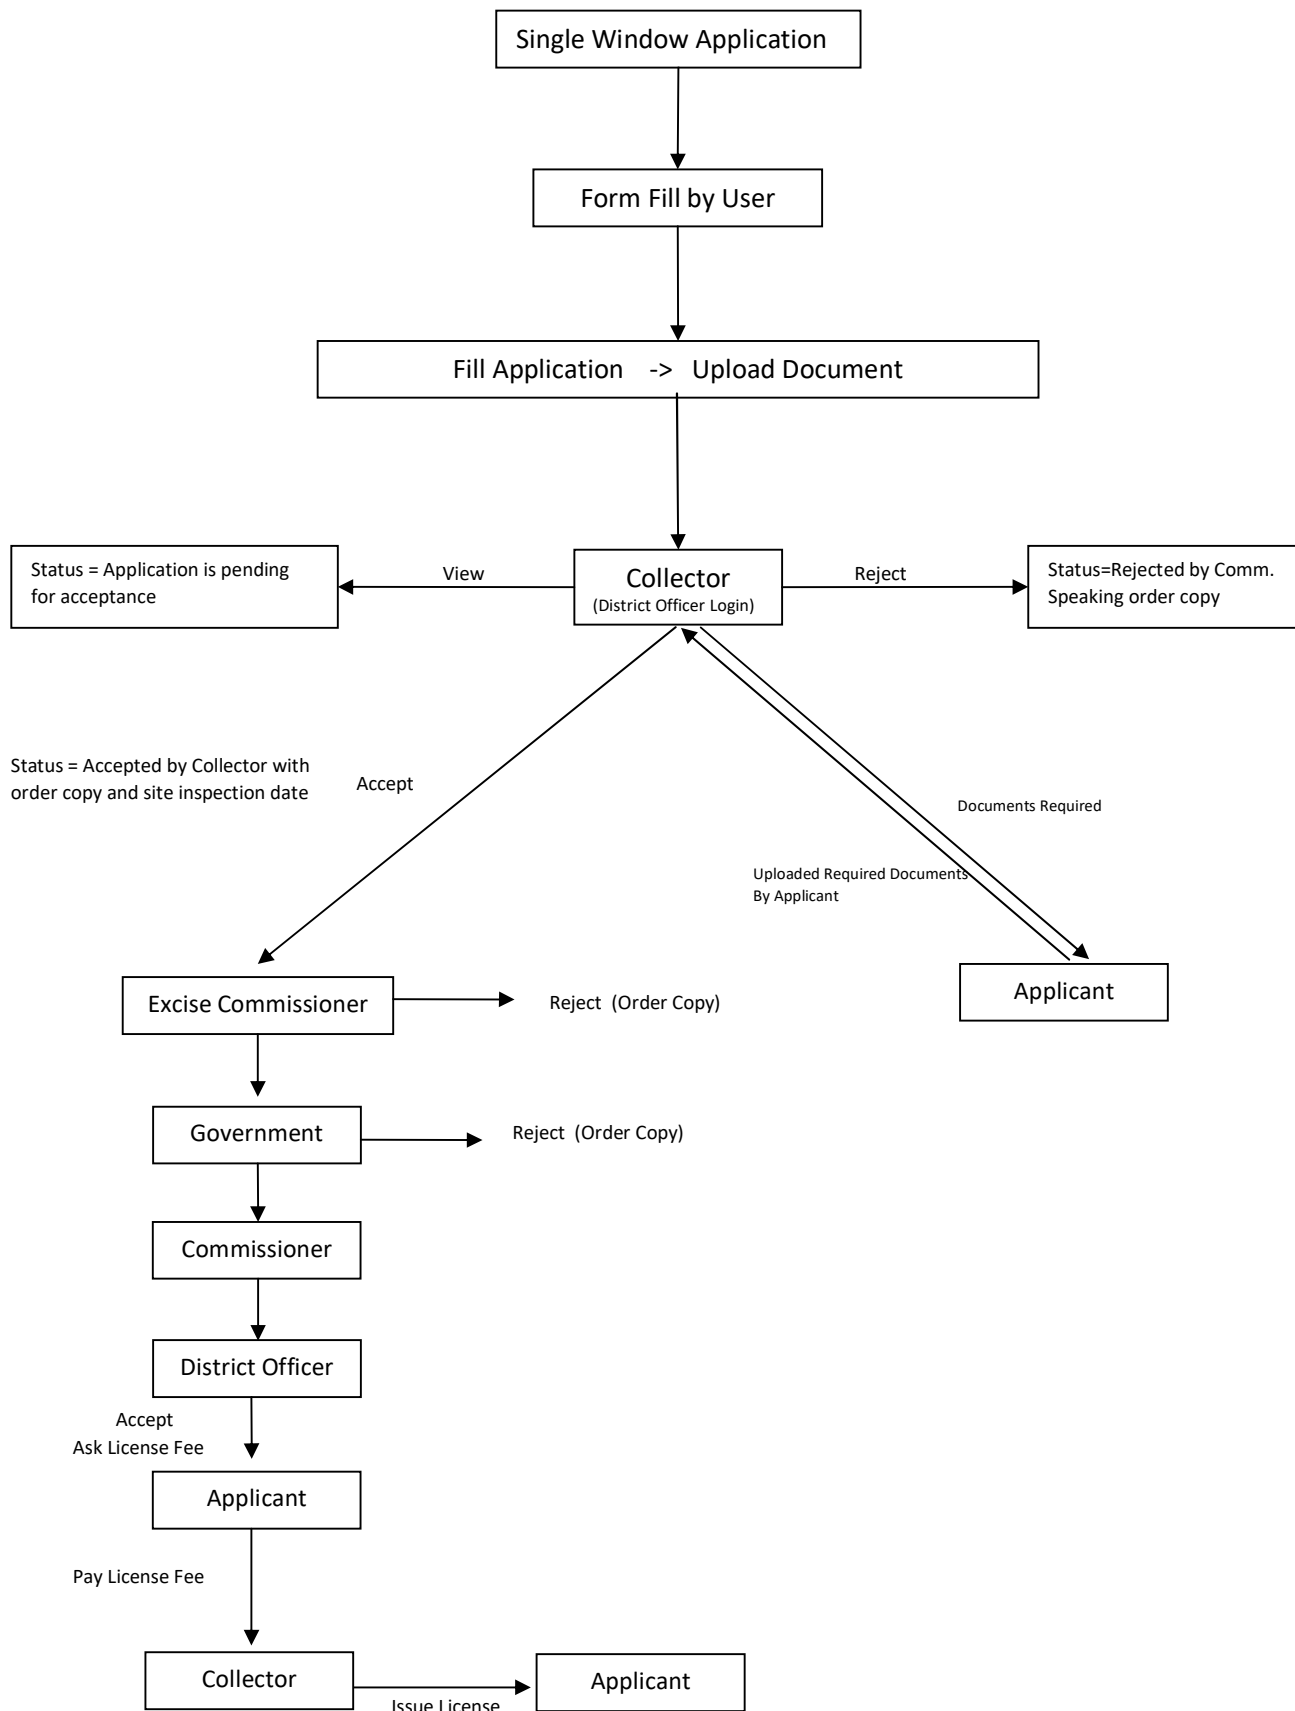 Single Window Application
Form Fill by User
Fill Application -> Upload Document
Status = Application is pending
for acceptance
View
Collector
(District Officer Login)
Reject
Status=Rejected by Comm.
Speaking order copy
Status = Accepted by Collector with
order copy and site inspection date
Accept
Documents Required
Uploaded Required Documents
By Applicant
Excise Commissioner
Reject (Order Copy)
Applicant
Government
Reject (Order Copy)
Commissioner
District Officer
Accept
Ask License Fee
Applicant
Pay License Fee
Collector
Issue License
Applicant